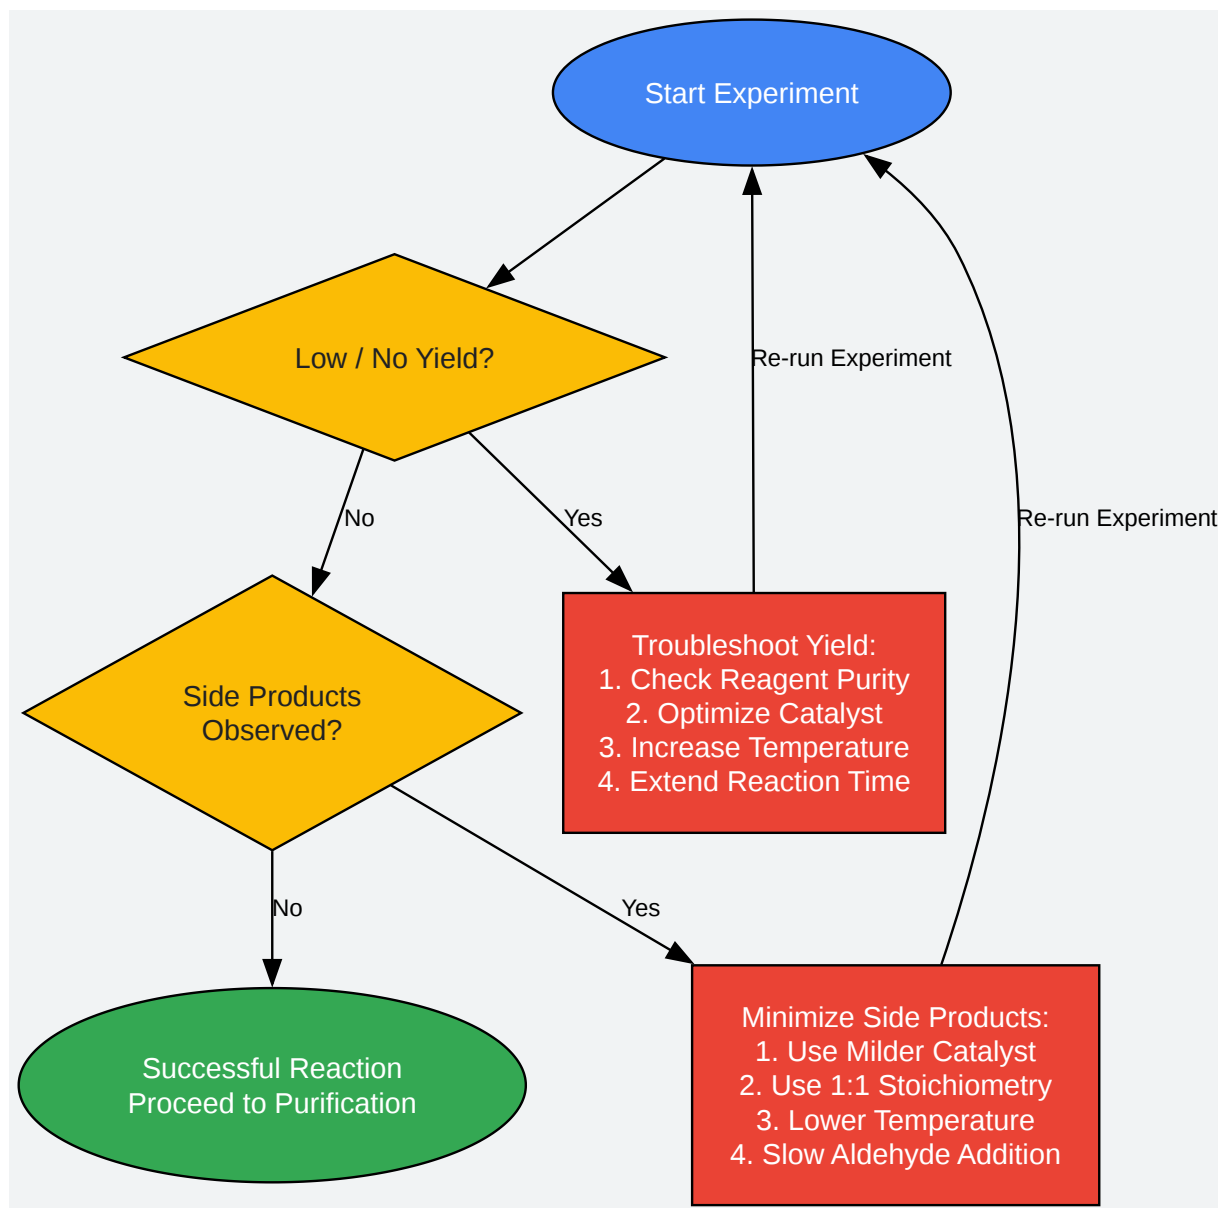 Start Experiment
Low / No Yield?
Re-run Experiment
No
Yes
Re-run Experiment
Troubleshoot Yield:
1. Check Reagent Purity
2. Optimize Catalyst
3. Increase Temperature
4. Extend Reaction Time
Side Products
Observed?
No
Yes
Successful Reaction
Proceed to Purification
Minimize Side Products:
1. Use Milder Catalyst
2. Use 1:1 Stoichiometry
3. Lower Temperature
4. Slow Aldehyde Addition